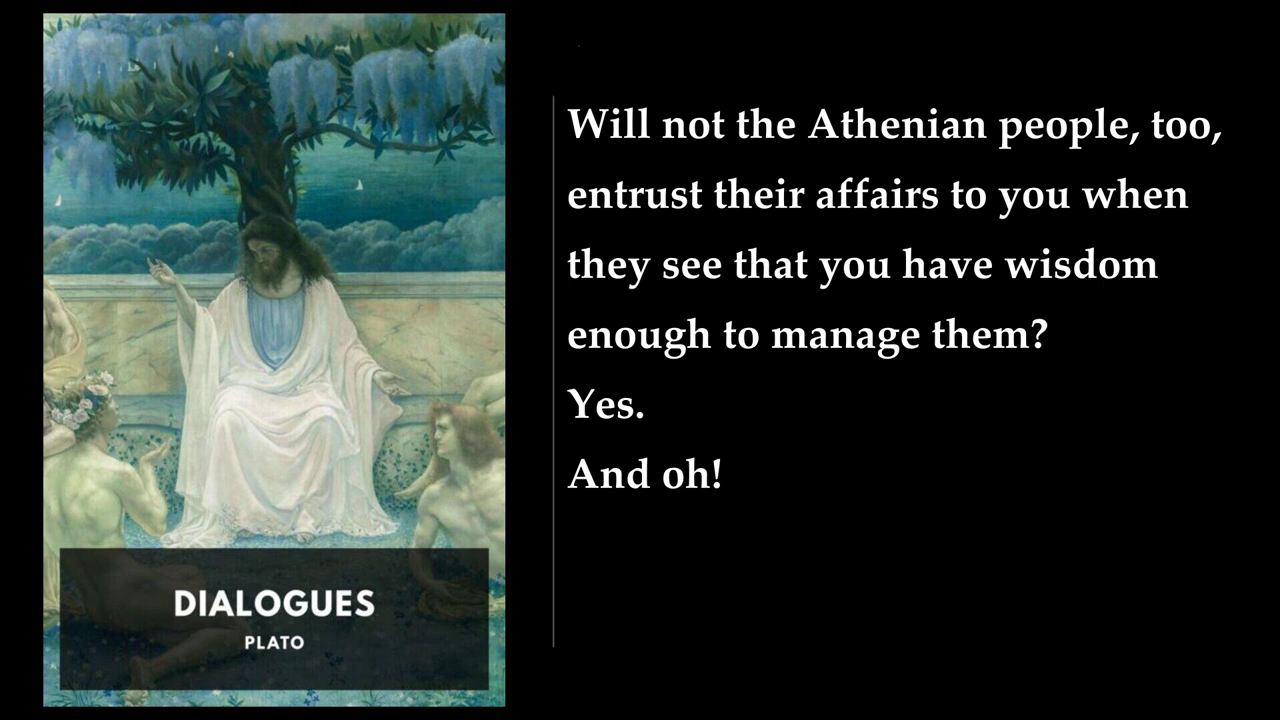 Will not the Athenian people, too,
entrust their affairs to you when
they see that you have wisdom
enough to manage them?
Yes.
And oh!
DIALOGUES
PLATO